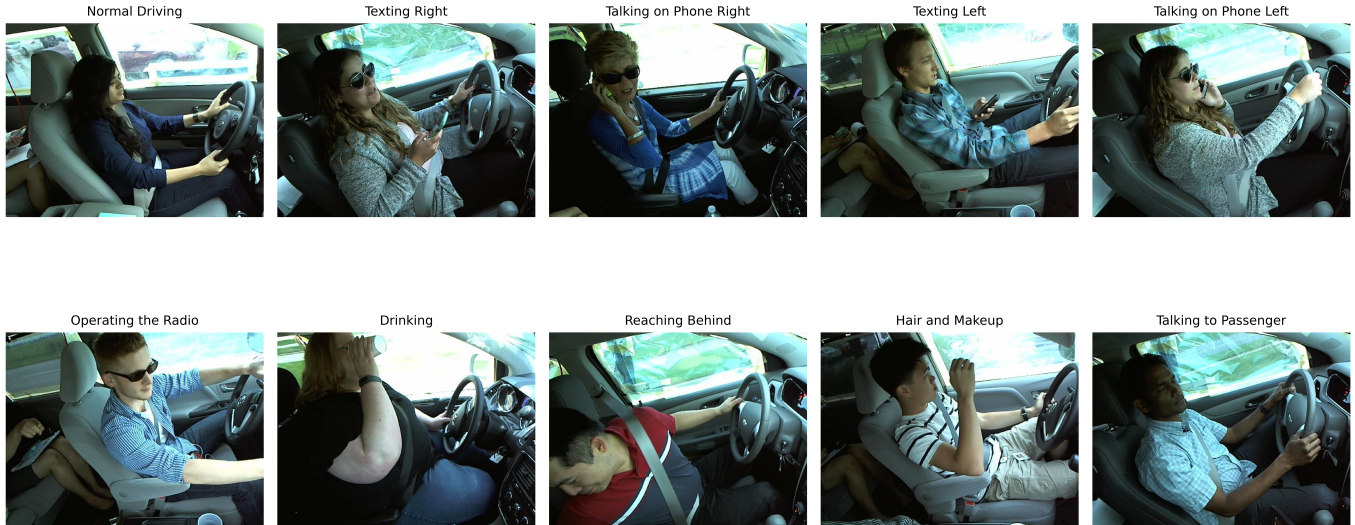 Normal Driving
Texting Right
Talking on Phone Right
Texting Left
Talking on Phone Left
Operating the Radio
Drinking
Reaching Behind
Hair and Makeup
Talking to Passenger